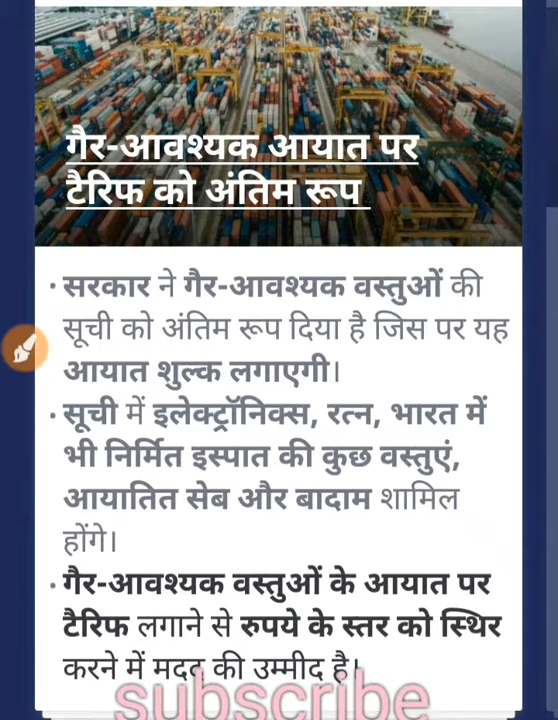 गैर-आवश्यक आयात पर
टैरिफ को अंतिम रूप
• सरकार ने गैर-आवश्यक वस्तुओं की
सूची को अंतिम रूप दिया है जिस पर यह
आयात शुल्क लगाएगी।
• सूची में इलेक्ट्रॉनिक्स, रत्न, भारत में
भी निर्मित इस्पात की कुछ वस्तुएं,
आयातित सेब और बादाम शामिल
होंगे।
• गैर-आवश्यक वस्तुओं के आयात पर
टैरिफ लगाने से रुपये के स्तर को स्थिर
करने में मदद की उम्मीद है।
subscribe